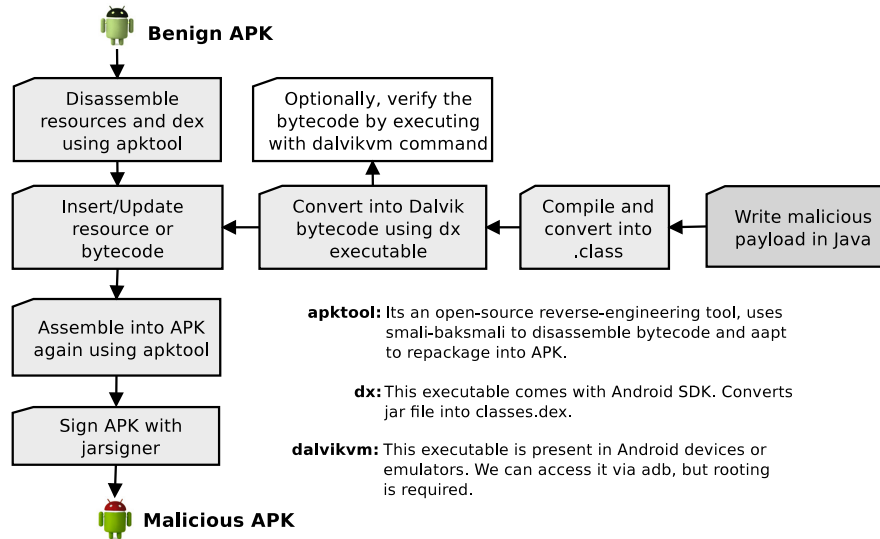 Benign APK
Disassemble
resources and dex
using apktool
Optionally, verify the
bytecode by executing
with dalvikvm command
Insert/Update
resource or
bytecode
Convert into Dalvik
bytecode using dx
executable
Compile and
convert into
.class
Write malicious
payload in Java
Assemble into APK
again using apktool
Sign APK with
jarsigner
Malicious APK
apktool: Its an open-source reverse-engineering tool, uses
smali-baksmali to disassemble bytecode and aapt
to repackage into APK.
dx: This executable comes with Android SDK. Converts
jar file into classes.dex.
dalvikvm: This executable is present in Android devices or
emulators. We can access it via adb, but rooting
is required.